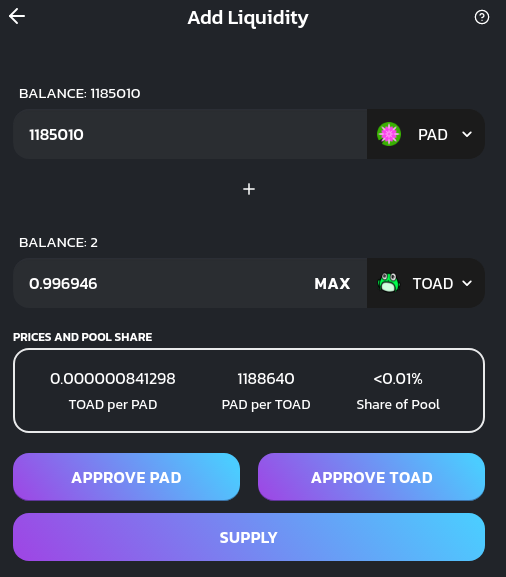 Add Liquidity
BALANCE: 1185010
1185010
PAD
+
BALANCE: 2
0.996946 MAX TOAD
PRICES AND POOL SHARE
0.000000841298 1188640 <0.01%
TOAD per PAD PAD per TOAD Share of Pool
APPROVE PAD APPROVE TOAD
SUPPLY